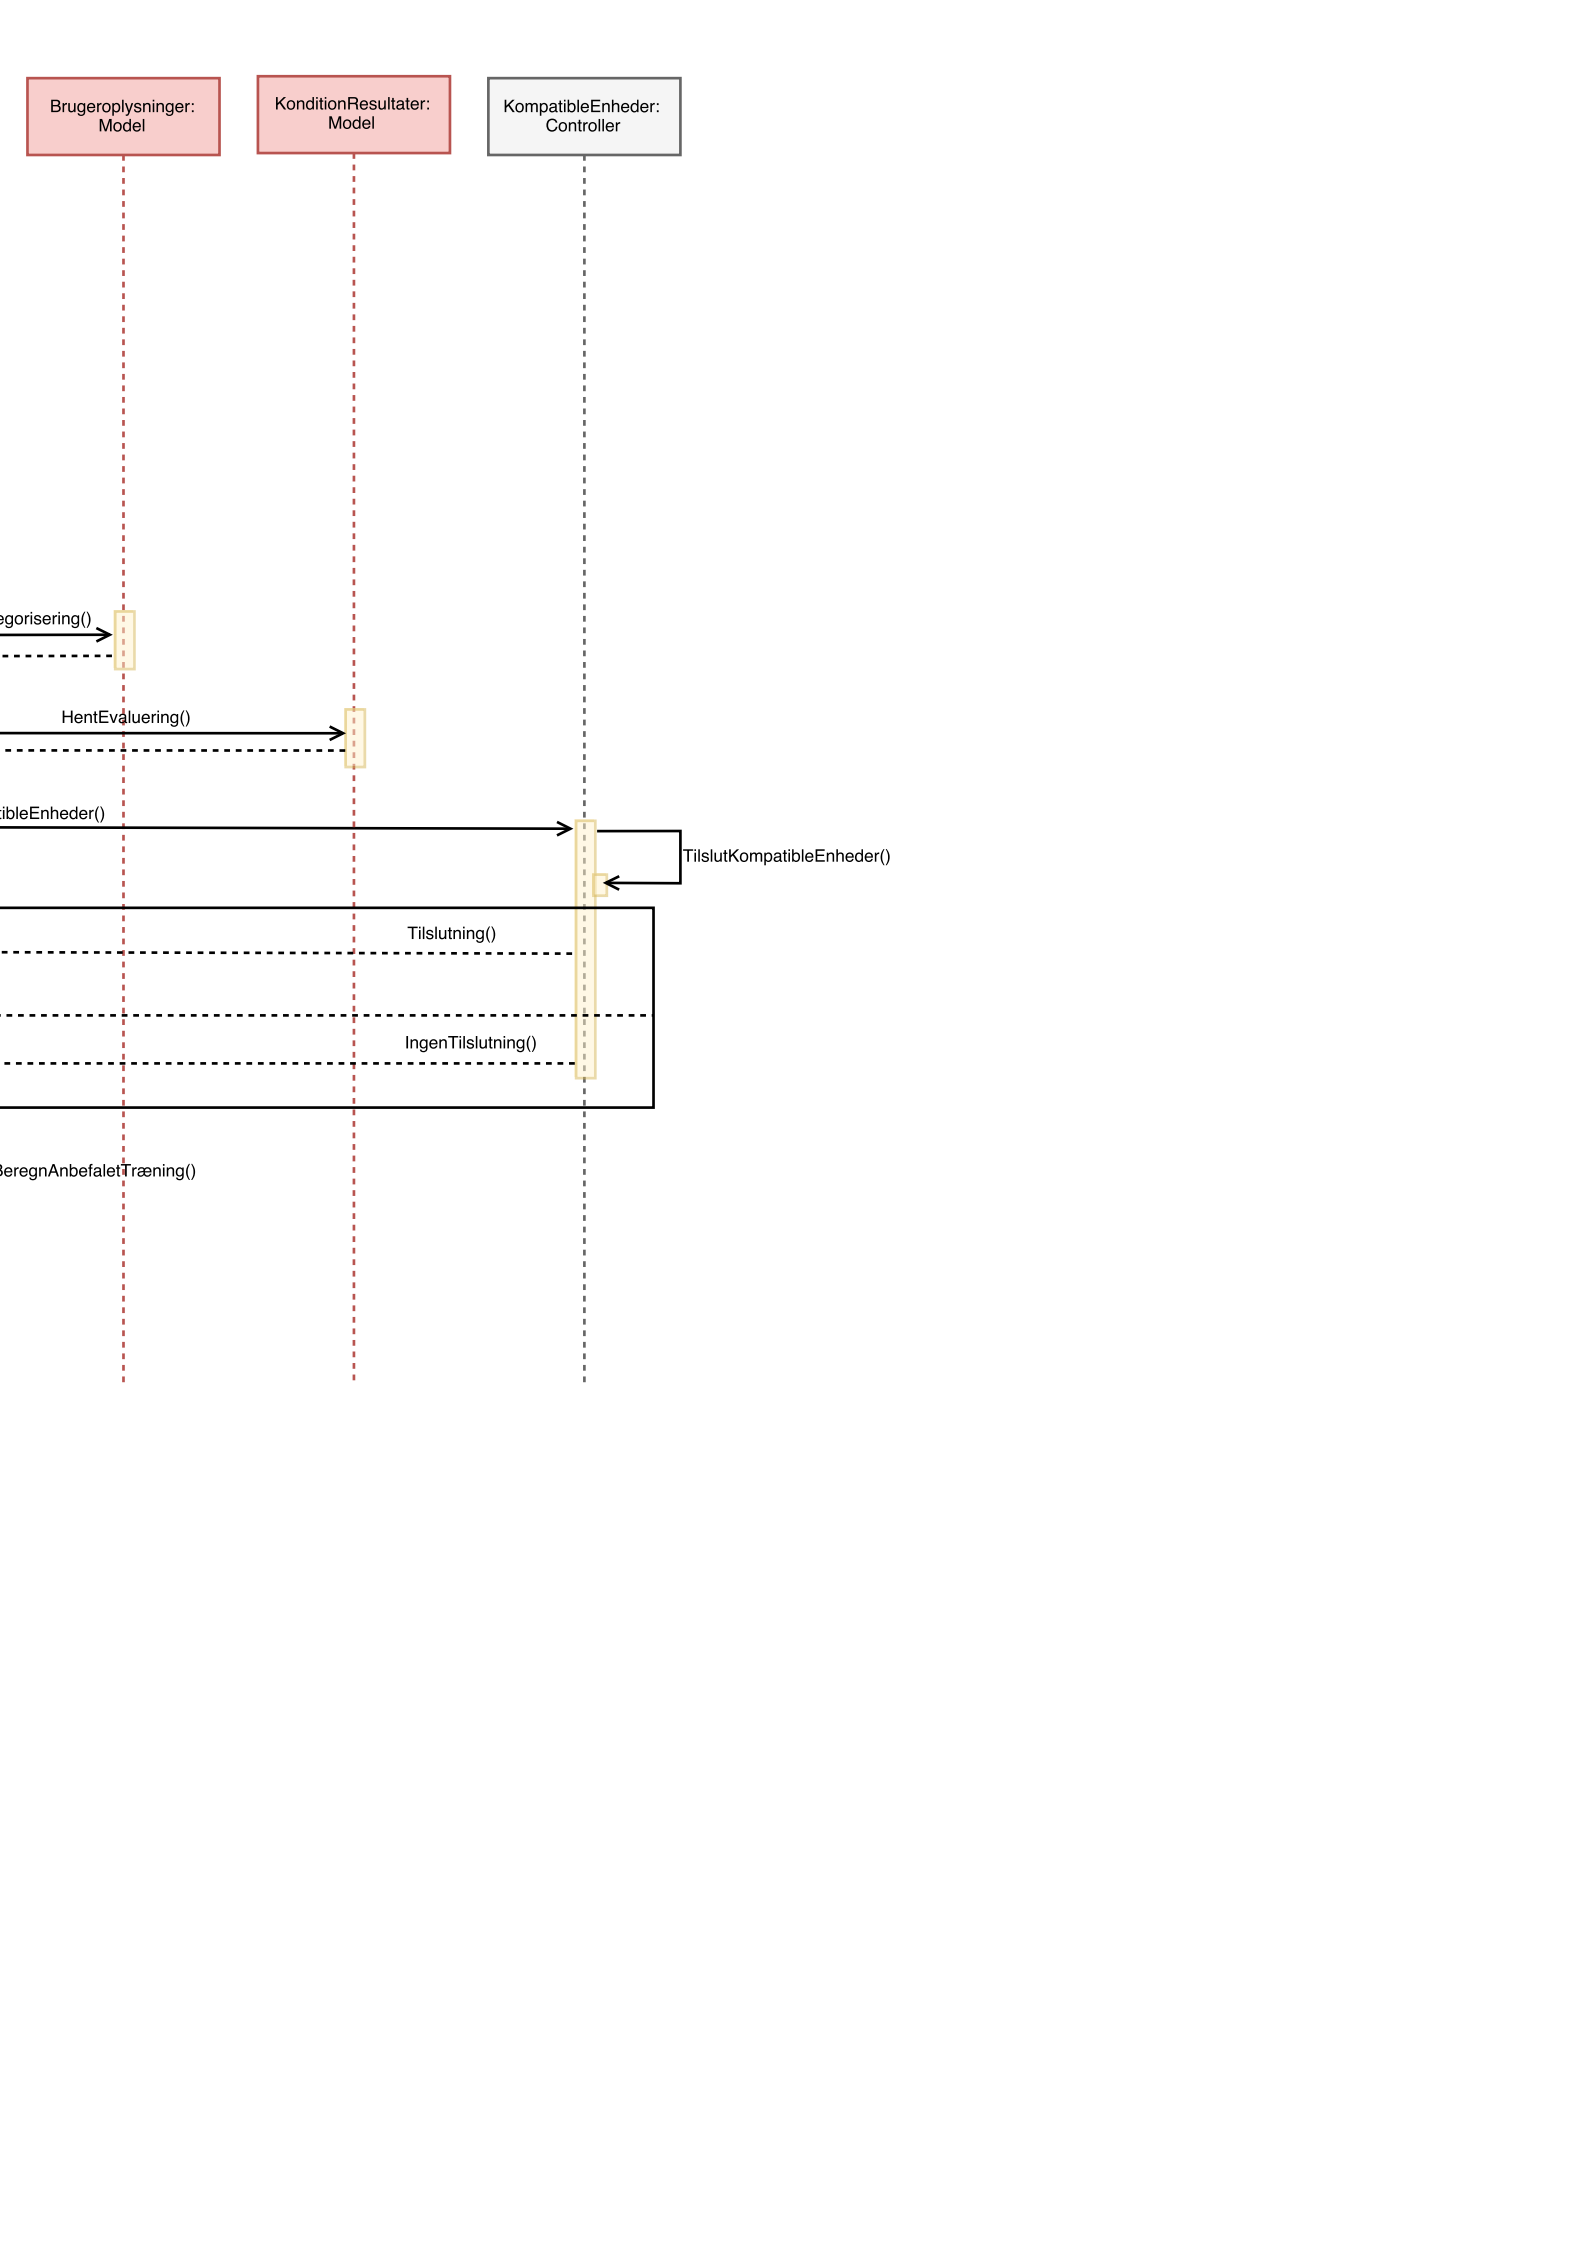 Brugeroplysninger:
Model
KonditionResultater:
Model
KompatibleEnheder:
Controller
egorisering()
HentEvaluering()
tibleEnheder()
TilslutKompatibleEnheder()
Tilslutning()
IngenTilslutning()
BeregnAnbefaletTræning()